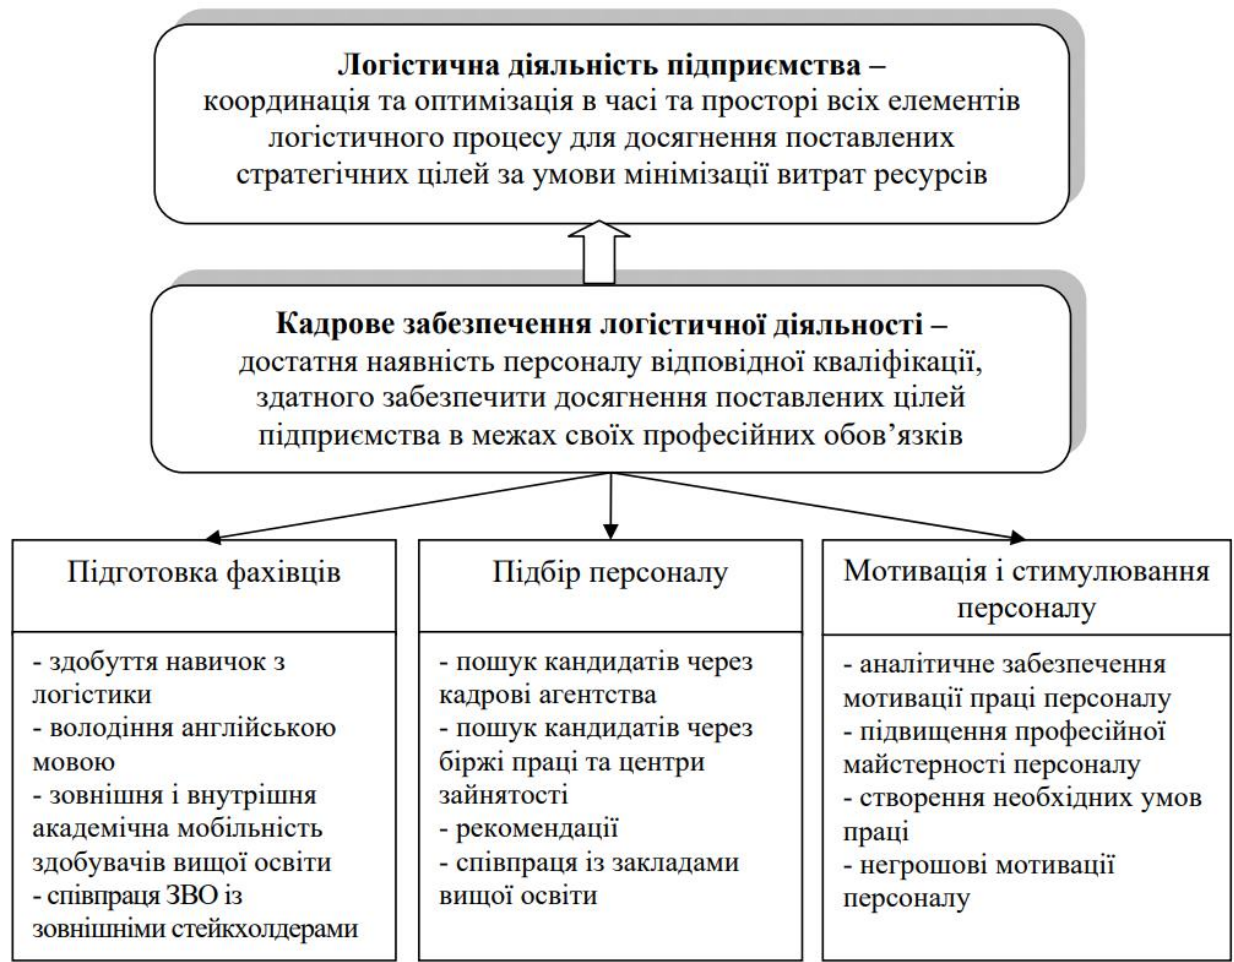 Логістична діяльність підприємства –
координація та оптимізація в часі та просторі всіх елементів
логістичного процесу для досягнення поставлених
стратегічних цілей за умови мінімізації витрат ресурсів
Кадрове забезпечення логістичної діяльності –
достатня наявність персоналу відповідної кваліфікації,
здатного забезпечити досягнення поставлених цілей
підприємства в межах своїх професійних обов’язків
Підготовка фахівців
- здобуття навичок з
логістики
- володіння англійською
мовою
- зовнішня і внутрішня
академічна мобільність
здобувачів вищої освіти
- співпраця ЗВО із
зовнішніми стейкхолдерами
Підбір персоналу
- пошук кандидатів через
кадрові агентства
- пошук кандидатів через
біржі праці та центри
зайнятості
- рекомендації
- співпраця із закладами
вищої освіти
Мотивація і стимулювання
персоналу
- аналітичне забезпечення
мотивації праці персоналу
- підвищення професійної
майстерності персоналу
- створення необхідних умов
праці
- негрошові мотивації
персоналу